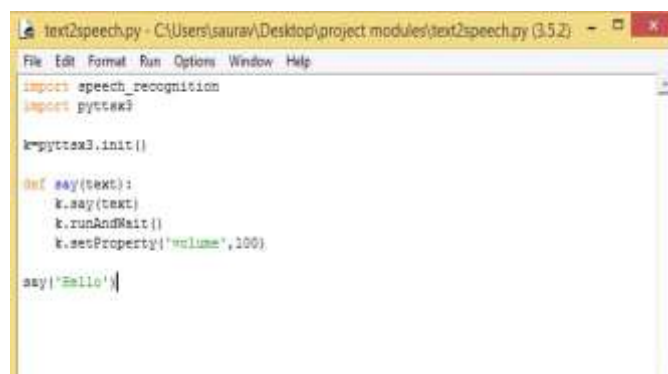 text2speech.py - C:\Users\saurav\Desktop\project modules\text2speech.py (3.5.2)
File Edit Format Run Options Window Help
import speech_recognition
import pyttsx3
k=pyttsx3.init()
def say(text):
    k.say(text)
    k.runAndWait()
    k.setProperty('volume',100)
say('Hello')